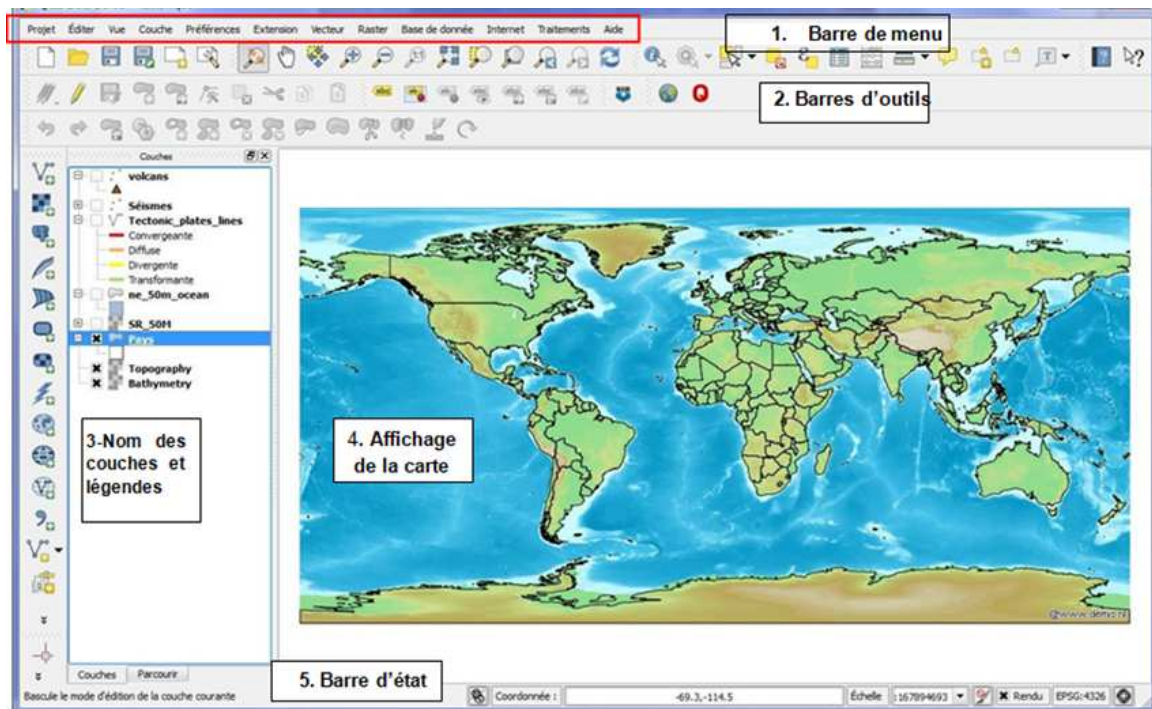 Projet Éditer Vue Couche Préférences Extension Vecteur Raster Base de donnée Internet Traitements Aide
1. Barre de menu
2. Barres d'outils
Couches
volcans
Séismes
Tectonic_plates_lines
Convergeante
Diffuse
Divergente
Transformante
ne_50m_ocean
SR_50M
Pays
Topography
Bathymetry
3-Nom des
couches et
légendes
4. Affichage
de la carte
Couches Parcourir
5. Barre d'état
Bascule le mode d'édition de la couche courante
Coordonnée : -69.3,-114.5 Échelle :167894693 Rendu EPSG:4326